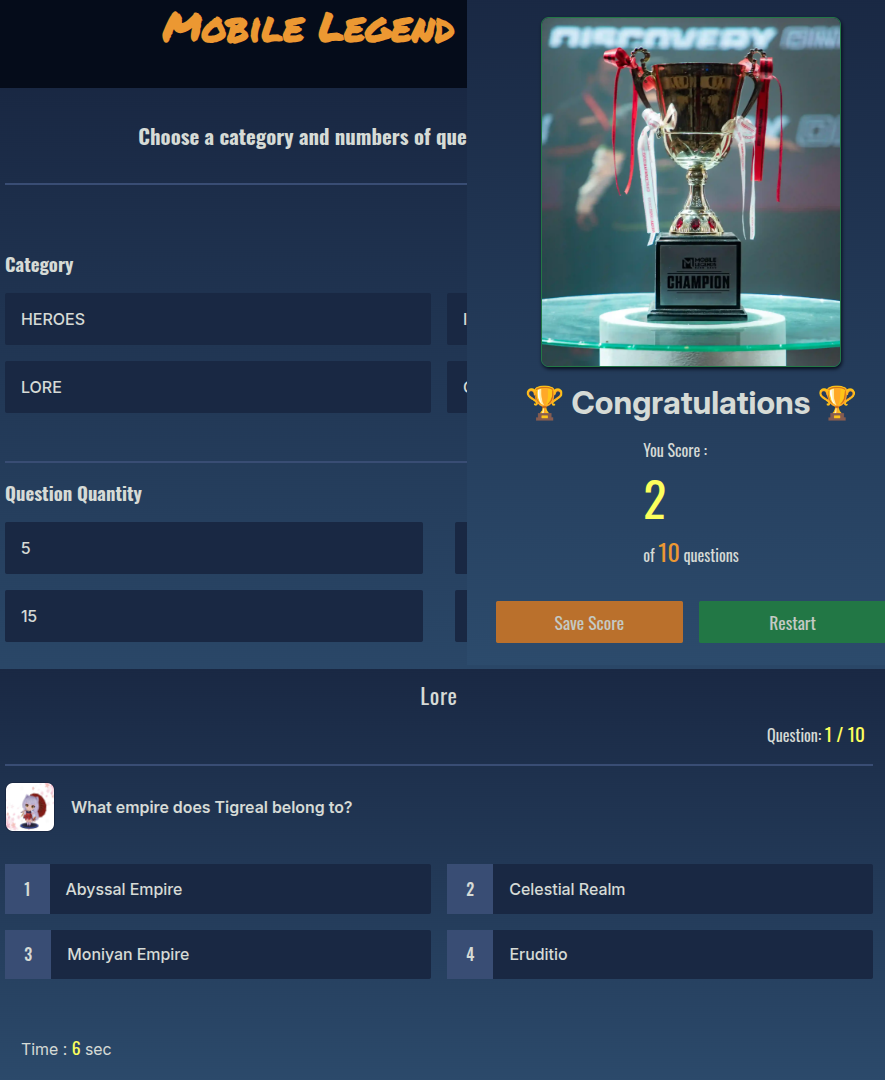 Mobile Legend
Choose a category and numbers of que
Category
HEROES
LORE
Question Quantity
5
15
DISCOVERY
MOBILE
LEGENDS
CHAMPION
🏆 Congratulations 🏆
You Score :
2
of 10 questions
Save Score
Restart
Lore
Question: 1 / 10
What empire does Tigreal belong to?
1 Abyssal Empire
2 Celestial Realm
3 Moniyan Empire
4 Eruditio
Time : 6 sec